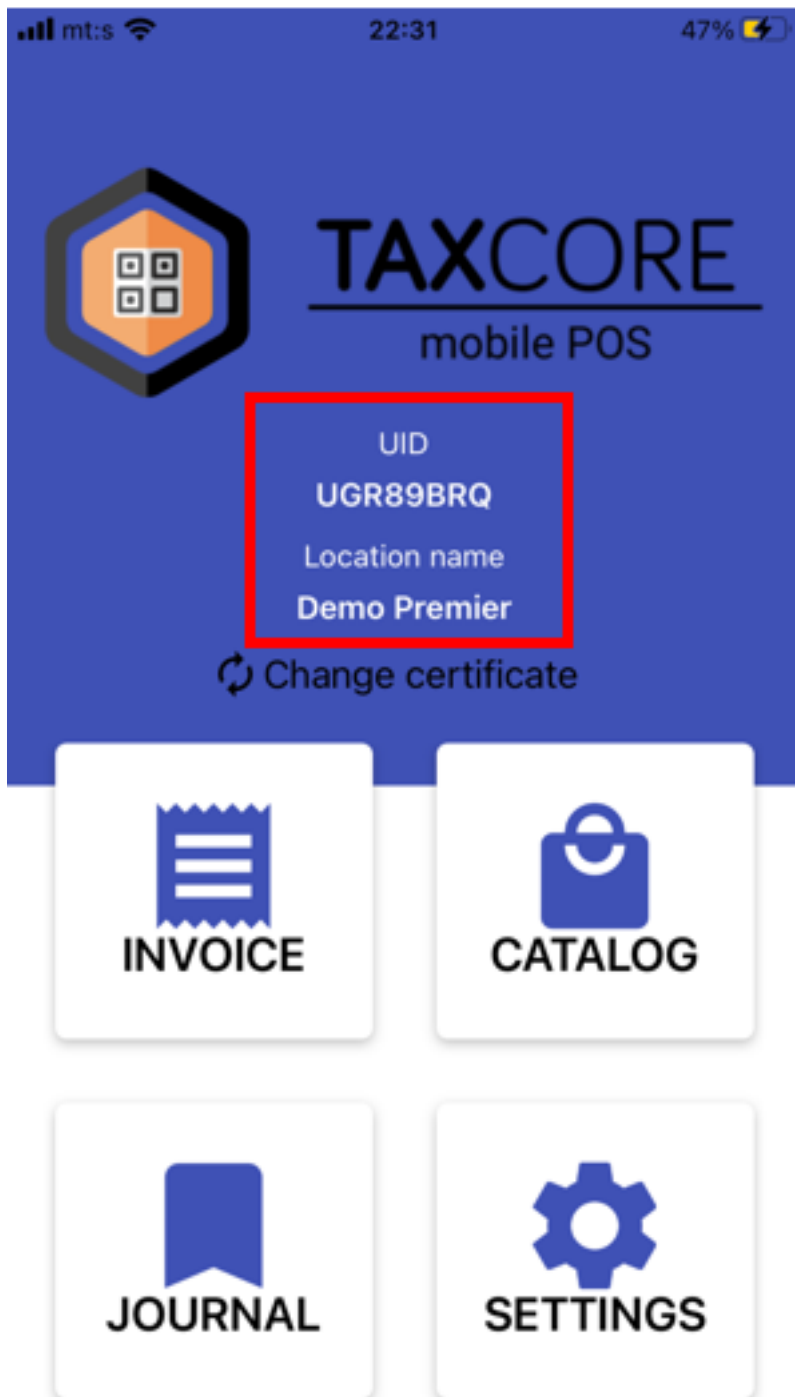 mt:s 22:31 47%
TAXCORE
mobile POS
UID
UGR89BRQ
Location name
Demo Premier
Change certificate
INVOICE CATALOG
JOURNAL SETTINGS